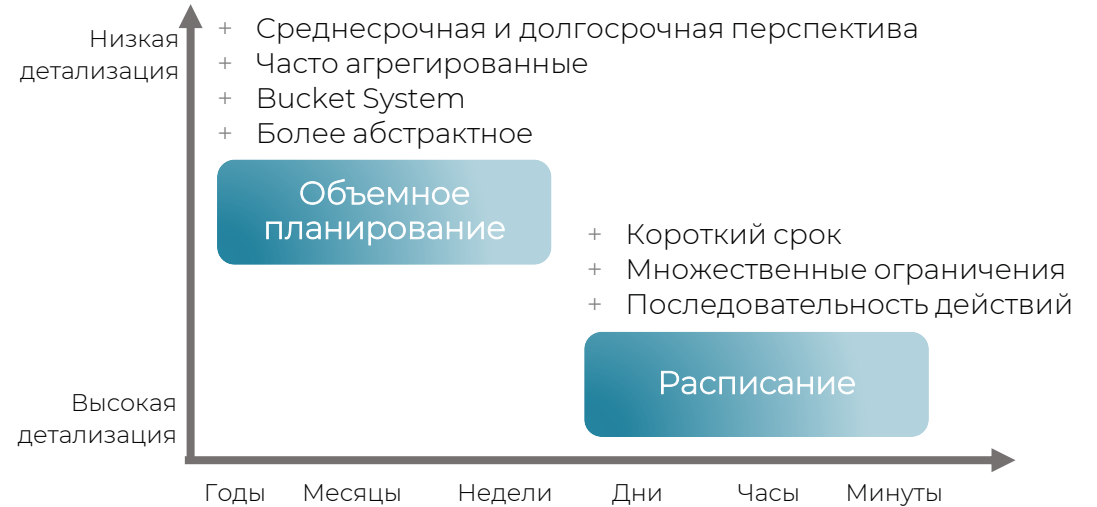 Низкая
детализация
+ Среднесрочная и долгосрочная перспектива
+ Часто агрегированные
+ Bucket System
+ Более абстрактное
Объемное
планирование
+ Короткий срок
+ Множественные ограничения
+ Последовательность действий
Расписание
Высокая
детализация
Годы Месяцы Недели Дни Часы Минуты